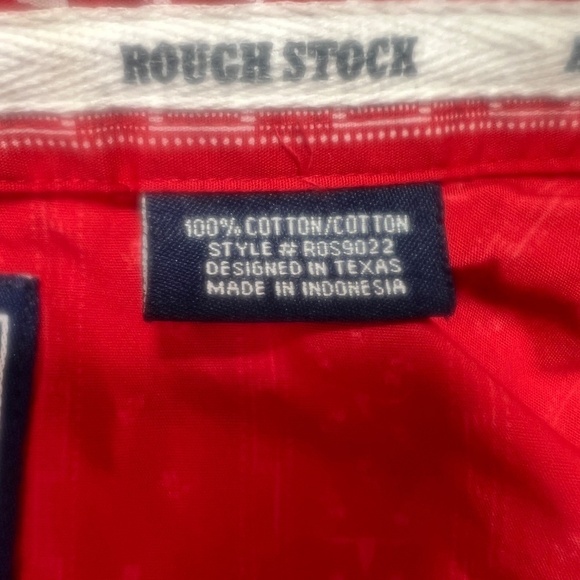 ROUGH STOCK
100% COTTON/COTTON
STYLE # ROS9022
DESIGNED IN TEXAS
MADE IN INDONESIA